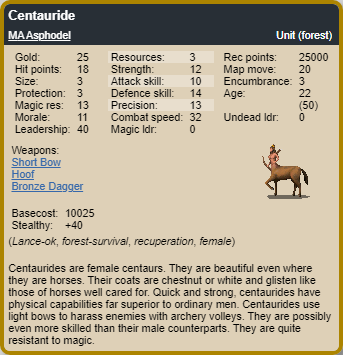 Centauride
MA Asphodel Unit (forest)
Gold: 25 Resources: 3 Rec points: 25000
Hit points: 18 Strength: 12 Map move: 20
Size: 3 Attack skill: 10 Encumbrance: 3
Protection: 3 Defence skill: 14 Age: 22
Magic res: 13 Precision: 13 (50)
Morale: 11 Combat speed: 32 Undead ldr: 0
Leadership: 40 Magic ldr: 0
Weapons:
Short Bow
Hoof
Bronze Dagger
Basecost: 10025
Stealthy: +40
(Lance-ok, forest-survival, recuperation, female)
Centaurides are female centaurs. They are beautiful even where
they are horses. Their coats are chestnut or white and glisten like
those of horses well cared for. Quick and strong, centaurides have
physical capabilities far superior to ordinary men. Centaurides use
light bows to harass enemies with archery volleys. They are possibly
even more skilled than their male counterparts. They are quite
resistant to magic.